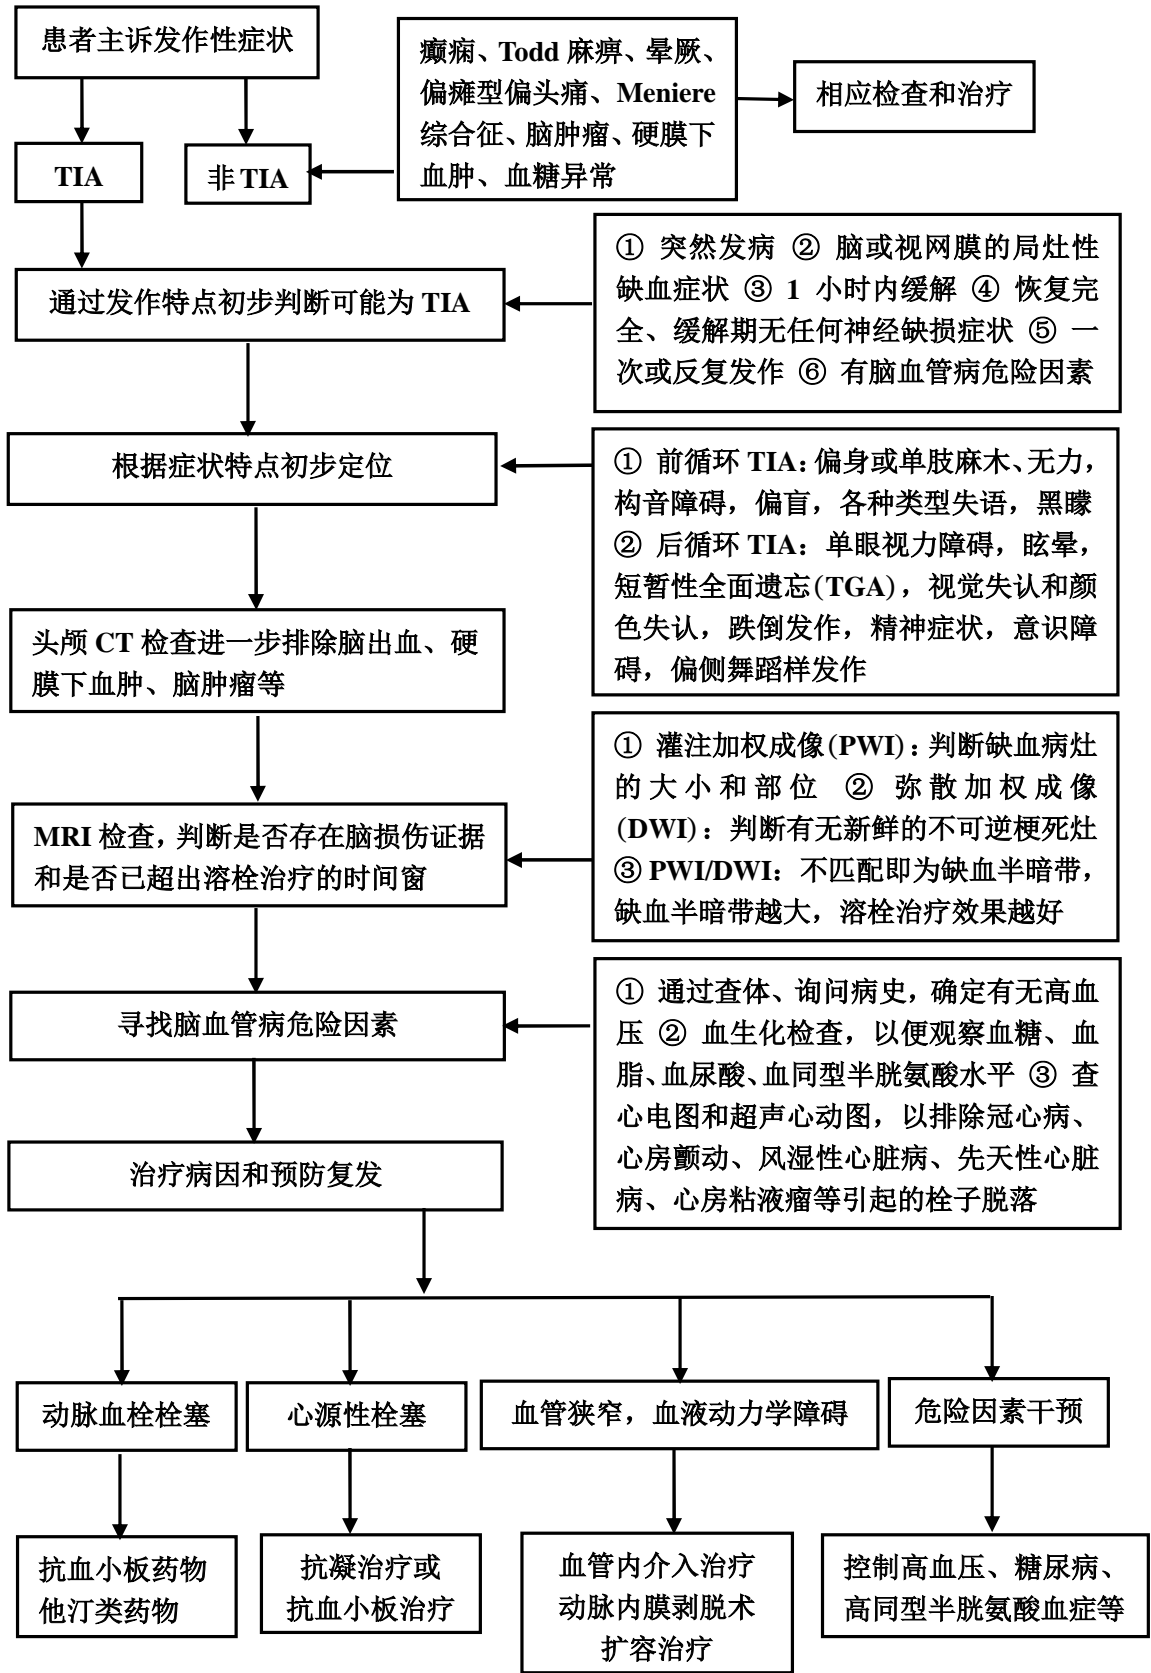 患者主诉发作性症状
癫痫、Todd 麻痹、晕厥、
偏瘫型偏头痛、Meniere
综合征、脑肿瘤、硬膜下
血肿、血糖异常
相应检查和治疗
TIA
非 TIA
通过发作特点初步判断可能为 TIA
① 突然发病 ② 脑或视网膜的局灶性
缺血症状 ③ 1 小时内缓解 ④ 恢复完
全、缓解期无任何神经缺损症状 ⑤ 一
次或反复发作 ⑥ 有脑血管病危险因素
根据症状特点初步定位
① 前循环 TIA：偏身或单肢麻木、无力，
构音障碍，偏盲，各种类型失语，黑矇
② 后循环 TIA：单眼视力障碍，眩晕，
短暂性全面遗忘(TGA)，视觉失认和颜
色失认，跌倒发作，精神症状，意识障
碍，偏侧舞蹈样发作
头颅 CT 检查进一步排除脑出血、硬
膜下血肿、脑肿瘤等
① 灌注加权成像(PWI)：判断缺血病灶
的大小和部位 ② 弥散加权成像
(DWI)：判断有无新鲜的不可逆梗死灶
③ PWI/DWI：不匹配即为缺血半暗带，
缺血半暗带越大，溶栓治疗效果越好
MRI 检查，判断是否存在脑损伤证据
和是否已超出溶栓治疗的时间窗
寻找脑血管病危险因素
① 通过查体、询问病史，确定有无高血
压 ② 血生化检查，以便观察血糖、血
脂、血尿酸、血同型半胱氨酸水平 ③ 查
心电图和超声心动图，以排除冠心病、
心房颤动、风湿性心脏病、先天性心脏
病、心房粘液瘤等引起的栓子脱落
治疗病因和预防复发
动脉血栓栓塞
心源性栓塞
血管狭窄，血液动力学障碍
危险因素干预
抗血小板药物
他汀类药物
抗凝治疗或
抗血小板治疗
血管内介入治疗
动脉内膜剥脱术
扩容治疗
控制高血压、糖尿病、
高同型半胱氨酸血症等